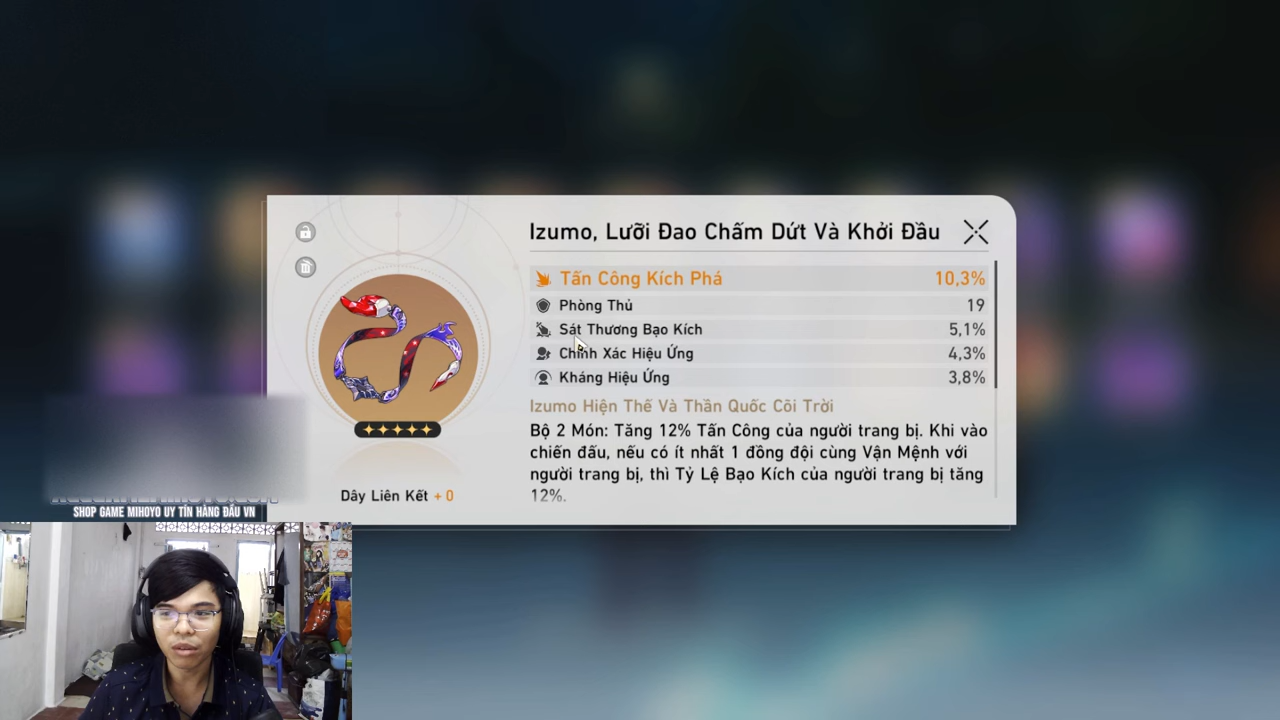 Izumo, Lưỡi Đao Chấm Dứt Và Khởi Đầu
Tấn Công Kích Phá 10,3%
Phòng Thủ 19
Sát Thương Bạo Kích 5,1%
Chính Xác Hiệu Ứng 4,3%
Kháng Hiệu Ứng 3,8%
Izumo Hiện Thế Và Thần Quốc Cõi Trời
Bộ 2 Món: Tăng 12% Tấn Công của người trang bị. Khi vào
chiến đấu, nếu có ít nhất 1 đồng đội cùng Vận Mệnh với
người trang bị, thì Tỷ Lệ Bạo Kích của người trang bị tăng
12%.
Dây Liên Kết + 0
SHOP GAME MIHOYO UY TÍN HÀNG ĐẦU VN